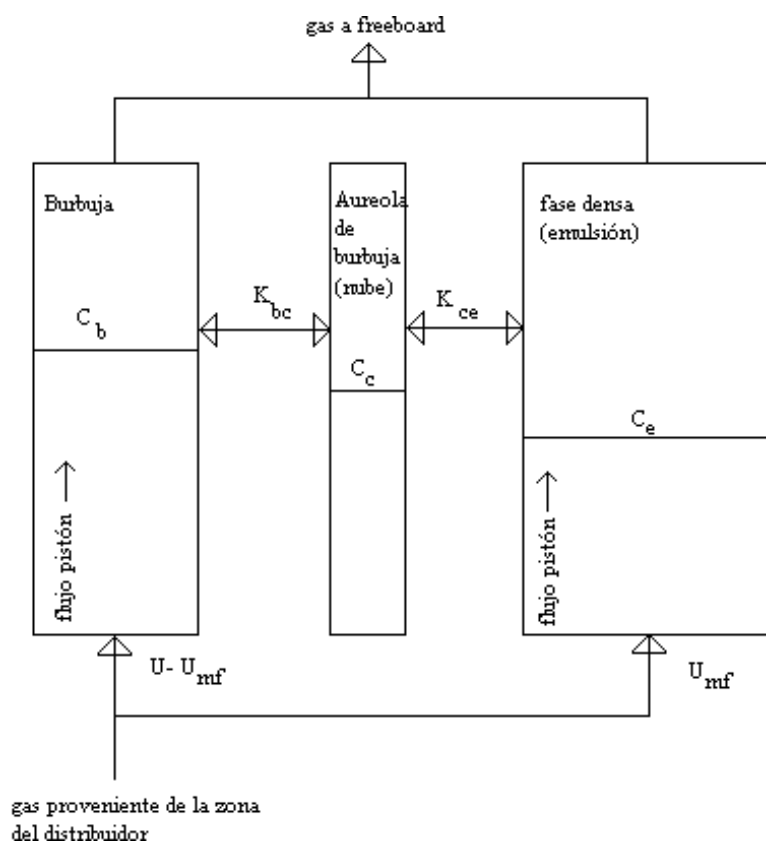 gas a freeboard
Burbuja
Aureola
de
burbuja
(nube)
fase densa
(emulsión)
K bc
K ce
C b
C c
C e
flujo pistón
flujo pistón
U- U mf
U mf
gas proveniente de la zona
del distribuidor